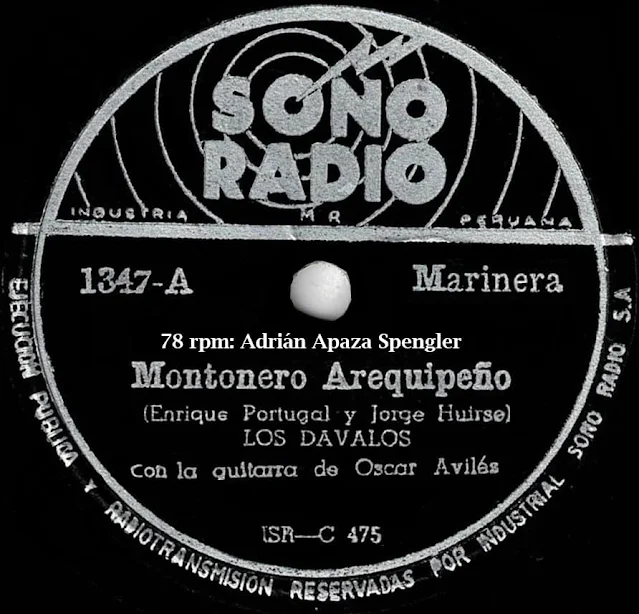 SONO
RADIO
INDUSTRIA M R PERUANA
1347-A Marinera
78 rpm: Adrián Apaza Spengler
Montonero Arequipeño
(Enrique Portugal y Jorge Huirse)
LOS DAVALOS
con la guitarra de Oscar Avilés
ISR—C 475
EJECUCION PUBLICA Y RADIOTRANSMISION RESERVADAS POR INDUSTRIAL SONO RADIO S.A